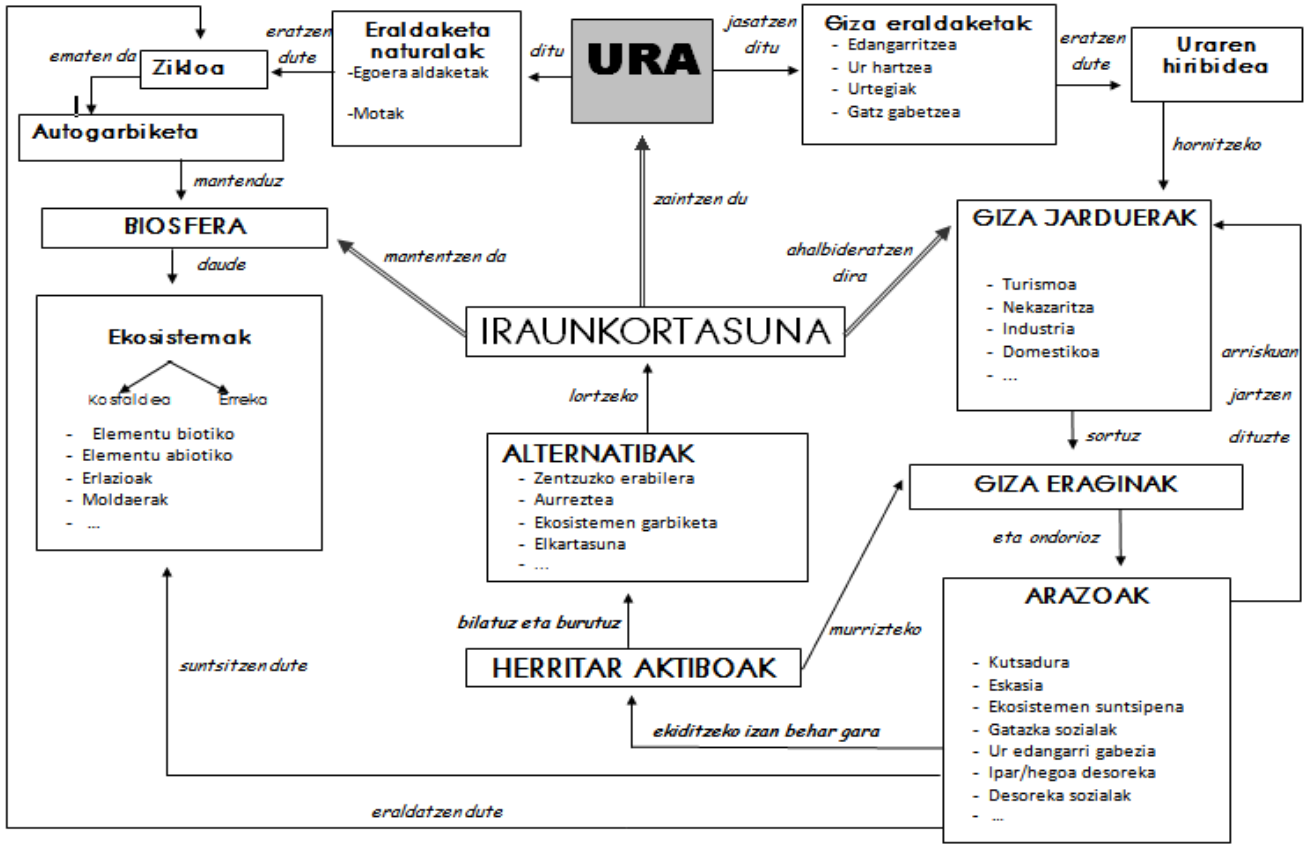 URA
ditu
Eraldaketa
naturalak
-Egoera aldaketak
-Motak
eratzen
dute
Zikloa
ematen da
Autogarbiketa
mantenduz
BIOSFERA
daude
Ekosistemak
Kostaldea
Erreka
- Elementu biotiko
- Elementu abiotiko
- Erlazioak
- Moldaerak
- ...
jasatzen
ditu
Giza eraldaketak
- Edangarritzea
- Ur hartzea
- Urtegiak
- Gatz gabetzea
eratzen
dute
Uraren
hiribidea
hornitzeko
GIZA JARDUERAK
- Turismoa
- Nekazaritza
- Industria
- Domestikoa
- ...
sortuz
GIZA ERAGINAK
eta ondorioz
ARAZOAK
- Kutsadura
- Eskasia
- Ekosistemen suntsipena
- Gatazka sozialak
- Ur edangarri gabezia
- Ipar/hegoa desoreka
- Desoreka sozialak
- ...
arriskuan
jartzen
dituzte
zaintzen du
mantentzen da
ahalbideratzen
dira
IRAUNKORTASUNA
lortzeko
ALTERNATIBAK
- Zentzuzko erabilera
- Aurreztea
- Ekosistemen garbiketa
- Elkartasuna
- ...
bilatuz eta burutuz
murrizteko
HERRITAR AKTIBOAK
ekiditzeko izan behar gara
suntsitzen dute
eraldatzen dute